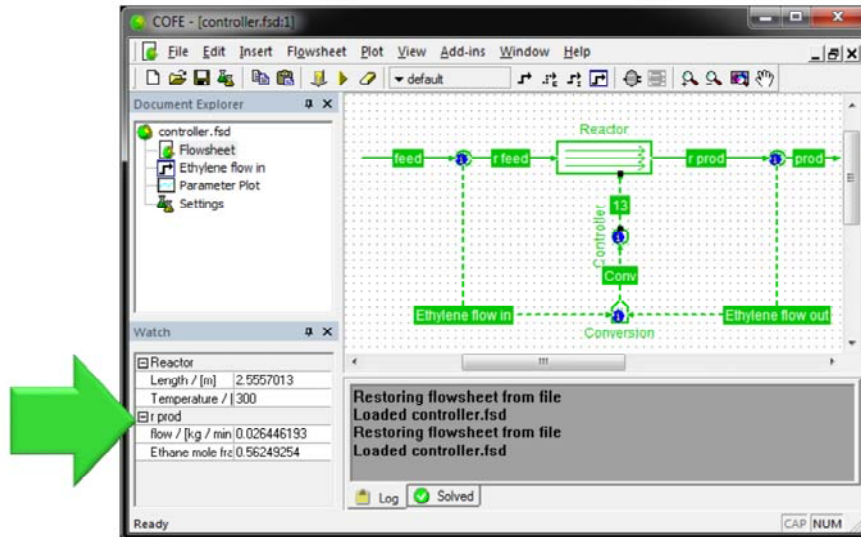 COFE - [controller.fsd:1]
File Edit Insert Flowsheet Plot View Add-ins Window Help
default
Document Explorer
controller.fsd
Flowsheet
Ethylene flow in
Parameter Plot
Settings
Reactor
feed
r feed
r prod
prod
13
Controller
Conv
Ethylene flow in
Ethylene flow out
Conversion
Watch
Reactor
Length / [m] 2.5557013
Temperature / [ 300
r prod
flow / [kg / min 0.026446193
Ethane mole fra 0.56249254
Restoring flowsheet from file
Loaded controller.fsd
Restoring flowsheet from file
Loaded controller.fsd
Log Solved
Ready
CAP NUM